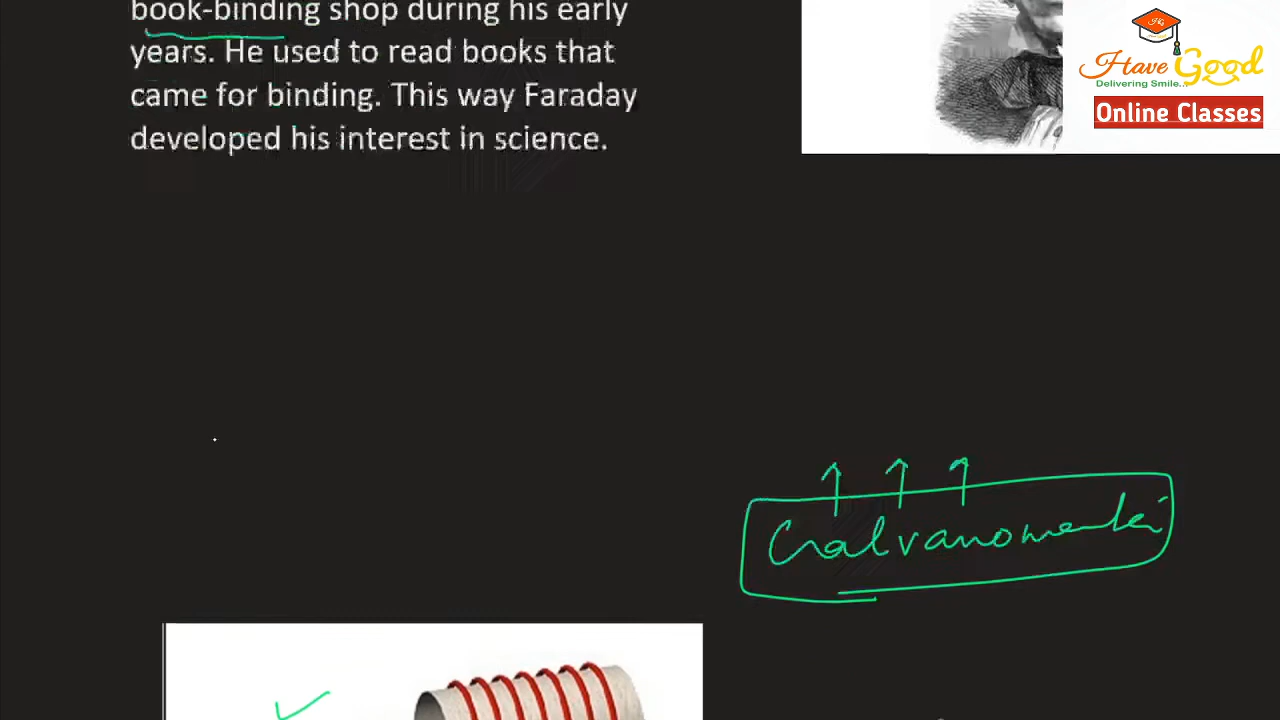 book-binding shop during his early
years. He used to read books that
came for binding. This way Faraday
developed his interest in science.
HG
Have Good
Delivering Smile...
Online Classes